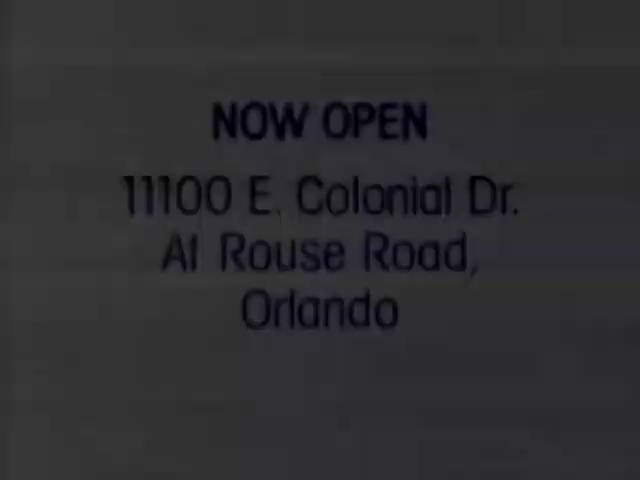 NOW OPEN
11100 E. Colonial Dr.
At Rouse Road,
Orlando